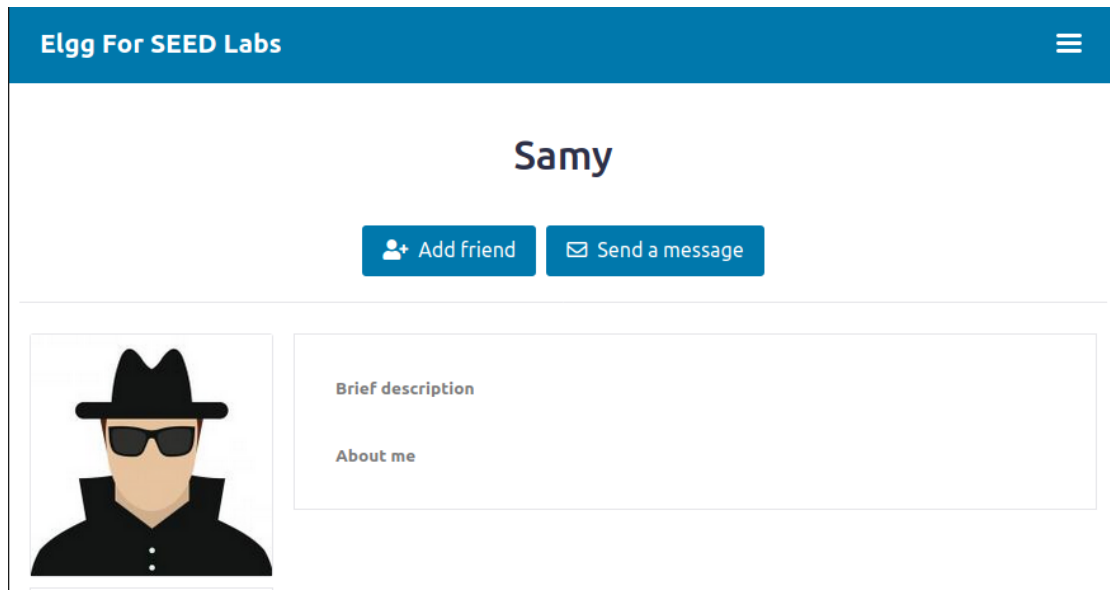 Elgg For SEED Labs
Samy
Add friend
Send a message
Brief description
About me